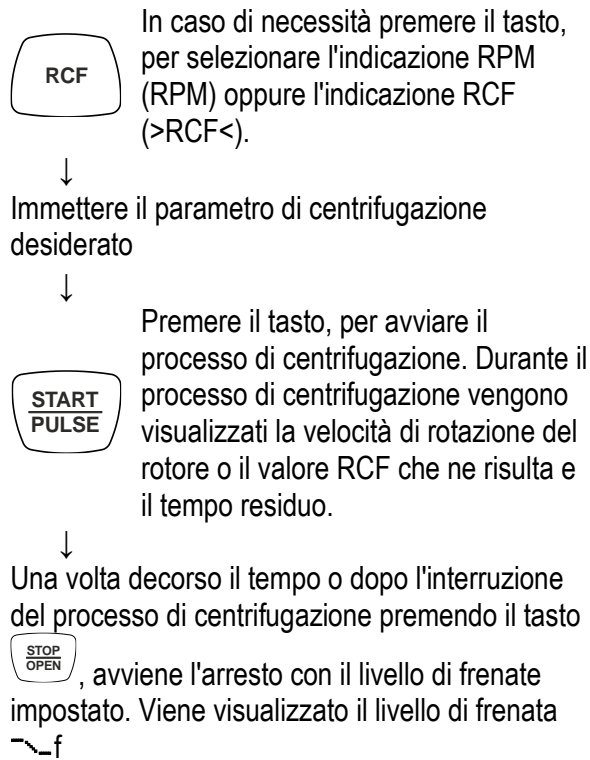 In caso di necessità premere il tasto,
per selezionare l'indicazione RPM
RCF
(RPM) oppure l'indicazione RCF
(>RCF<).
↓
Immettere il parametro di centrifugazione
desiderato
↓
Premere il tasto, per avviare il
processo di centrifugazione. Durante il
START
PULSE
processo di centrifugazione vengono
visualizzati la velocità di rotazione del
rotore o il valore RCF che ne risulta e
il tempo residuo.
↓
Una volta decorso il tempo o dopo l'interruzione
del processo di centrifugazione premendo il tasto
STOP
OPEN
, avviene l'arresto con il livello di frenate
impostato. Viene visualizzato il livello di frenata
f